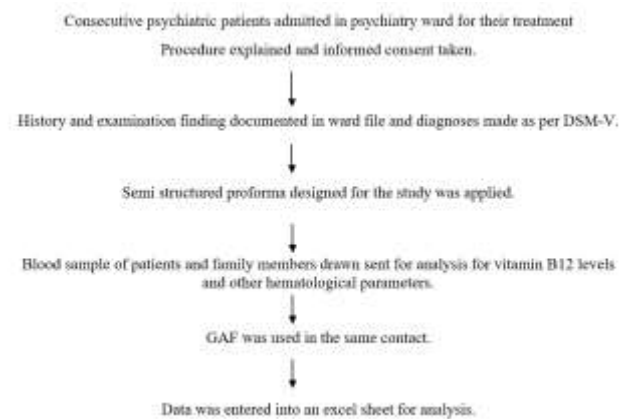 Consecutive psychiatric patients admitted in psychiatry ward for their treatment
Procedure explained and informed consent taken.
History and examination finding documented in ward file and diagnoses made as per DSM-V.
Semi structured proforma designed for the study was applied.
Blood sample of patients and family members drawn sent for analysis for vitamin B12 levels
and other hematological parameters.
GAF was used in the same contact.
Data was entered into an excel sheet for analysis.